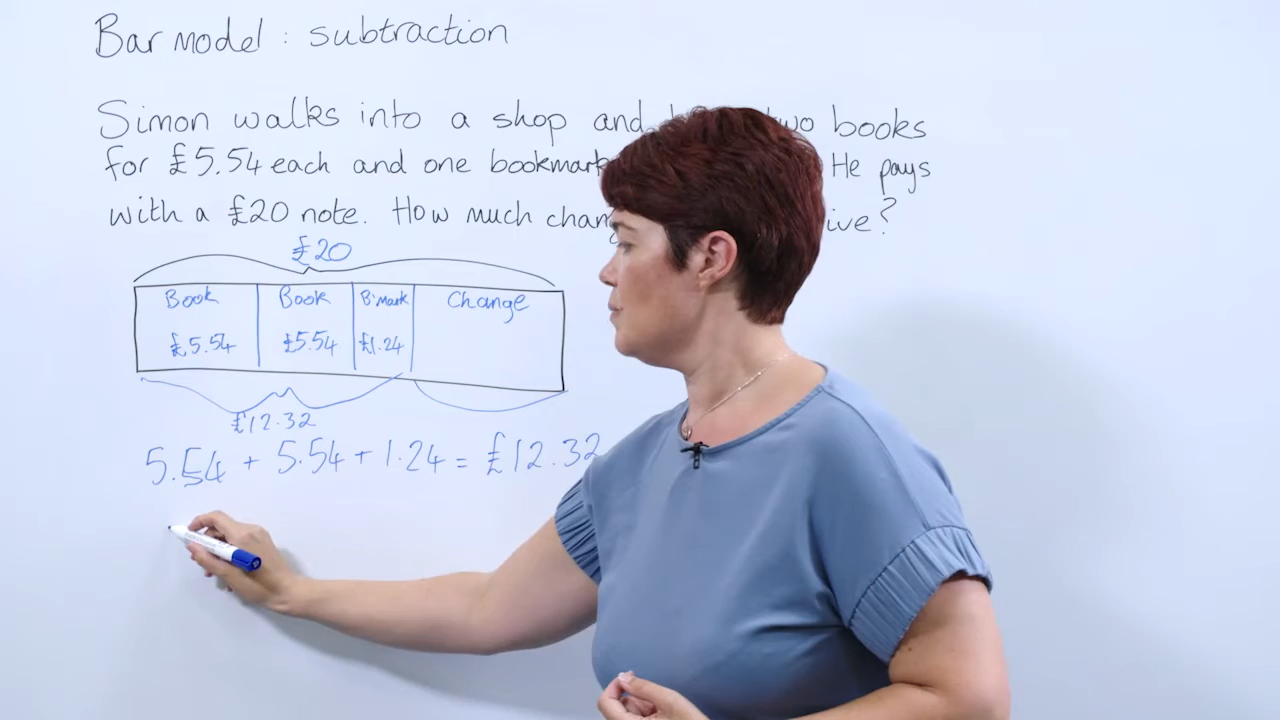 Bar model : subtraction
Simon walks into a shop and two books
for £5.54 each and one bookmark He pays
with a £20 note. How much
£20
Book Book B'mark Change
£5.54 £5.54 £1.24
£12.32
5.54 + 5.54 + 1.24 = £12.32